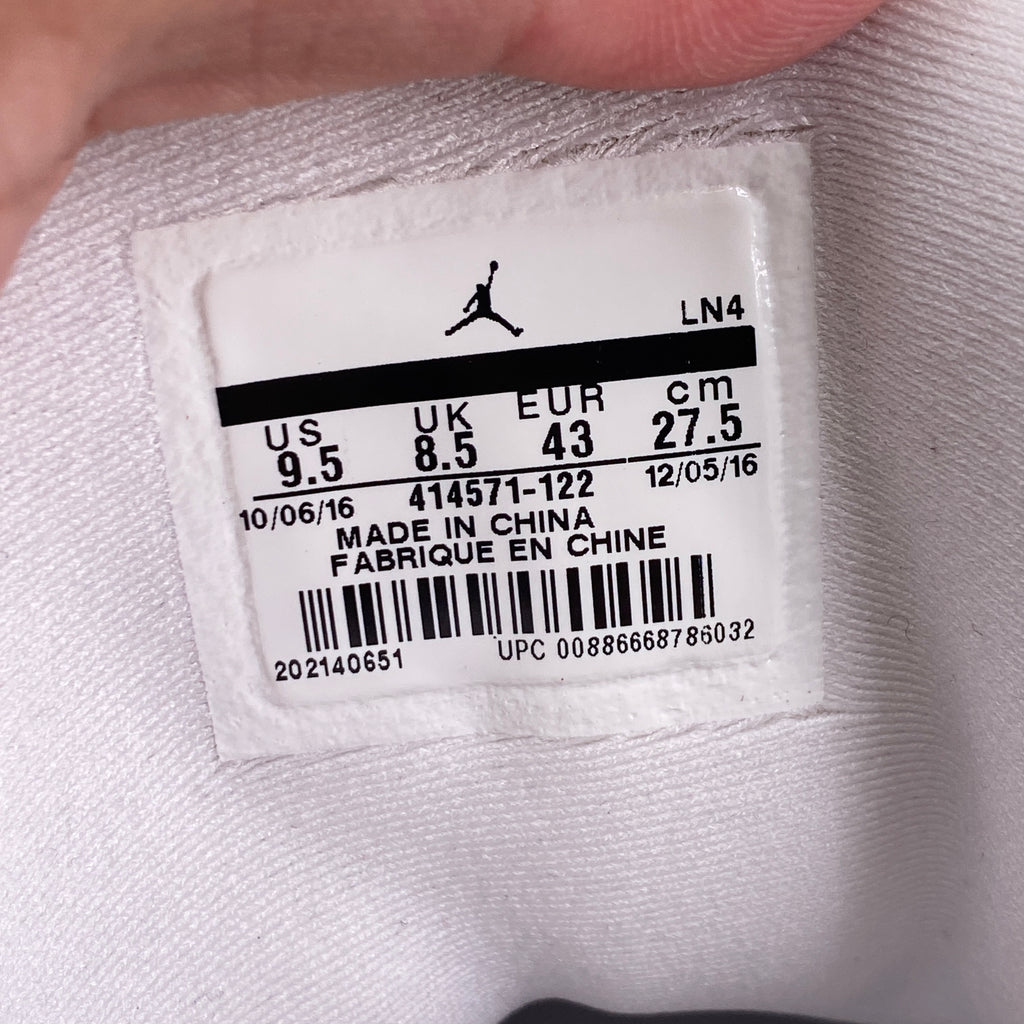 LN4
US UK EUR cm
9.5 8.5 43 27.5
10/06/16 414571-122 12/05/16
MADE IN CHINA
FABRIQUE EN CHINE
202140651 UPC 00886668786032